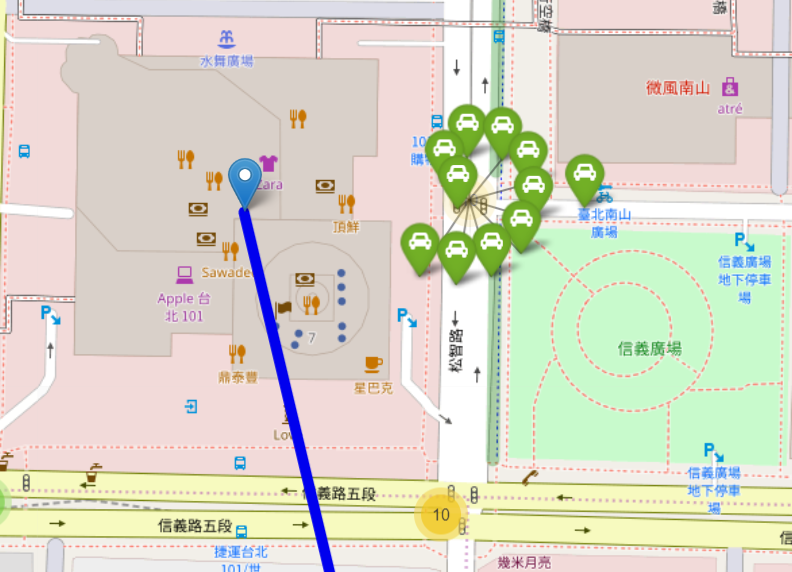 水舞廣場
微風南山
atré
頂鮮
臺北南山
廣場
信義廣場
地下停車
場
Apple 台
北 101
7
松智路
信義廣場
鼎泰豐
星巴克
信義廣場
地下停車
場
信義路五段
10
信義路五段
捷運台北
101/世
幾米月亮